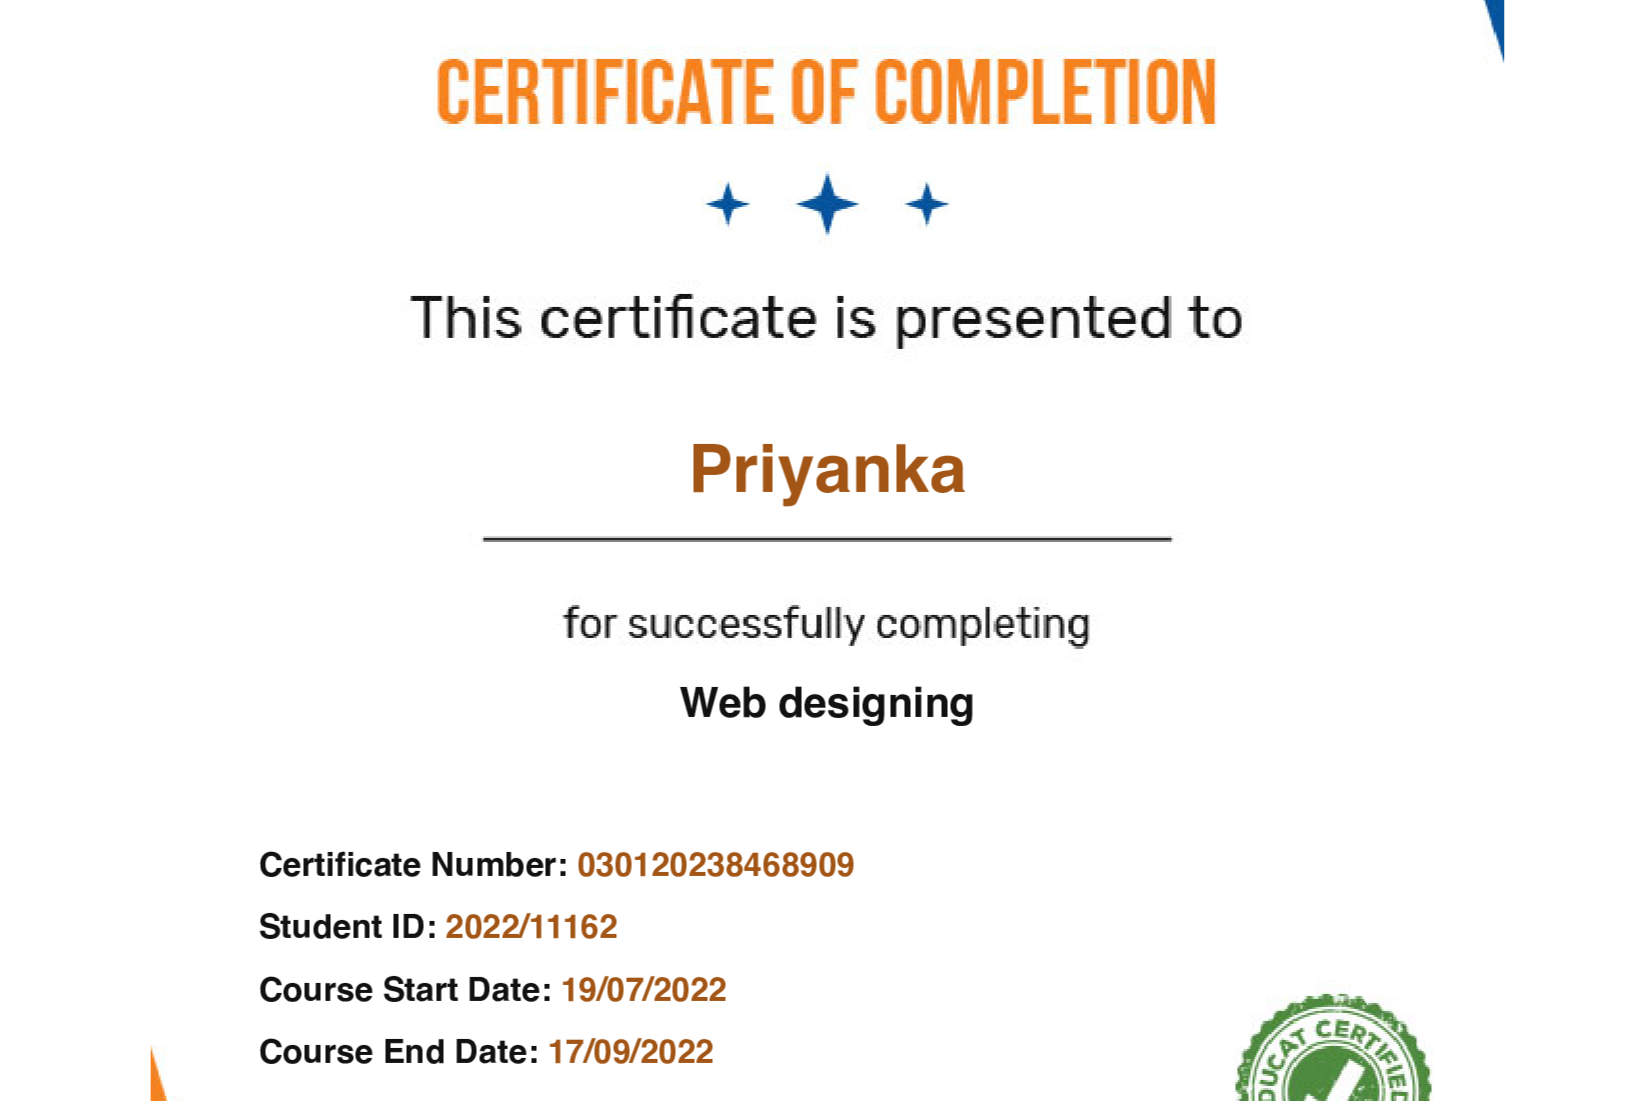 CERTIFICATE OF COMPLETION
This certificate is presented to
Priyanka
for successfully completing
Web designing
Certificate Number: 030120238468909
Student ID: 2022/11162
Course Start Date: 19/07/2022
Course End Date: 17/09/2022
DUCAT CERTIFIED